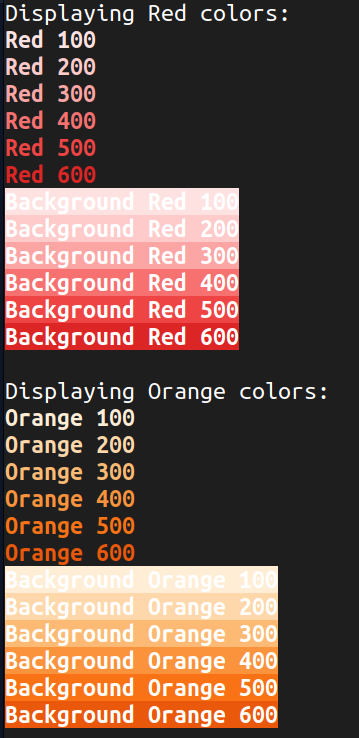 Displaying Red colors:
Red 100
Red 200
Red 300
Red 400
Red 500
Red 600
Background Red 100
Background Red 200
Background Red 300
Background Red 400
Background Red 500
Background Red 600
Displaying Orange colors:
Orange 100
Orange 200
Orange 300
Orange 400
Orange 500
Orange 600
Background Orange 100
Background Orange 200
Background Orange 300
Background Orange 400
Background Orange 500
Background Orange 600